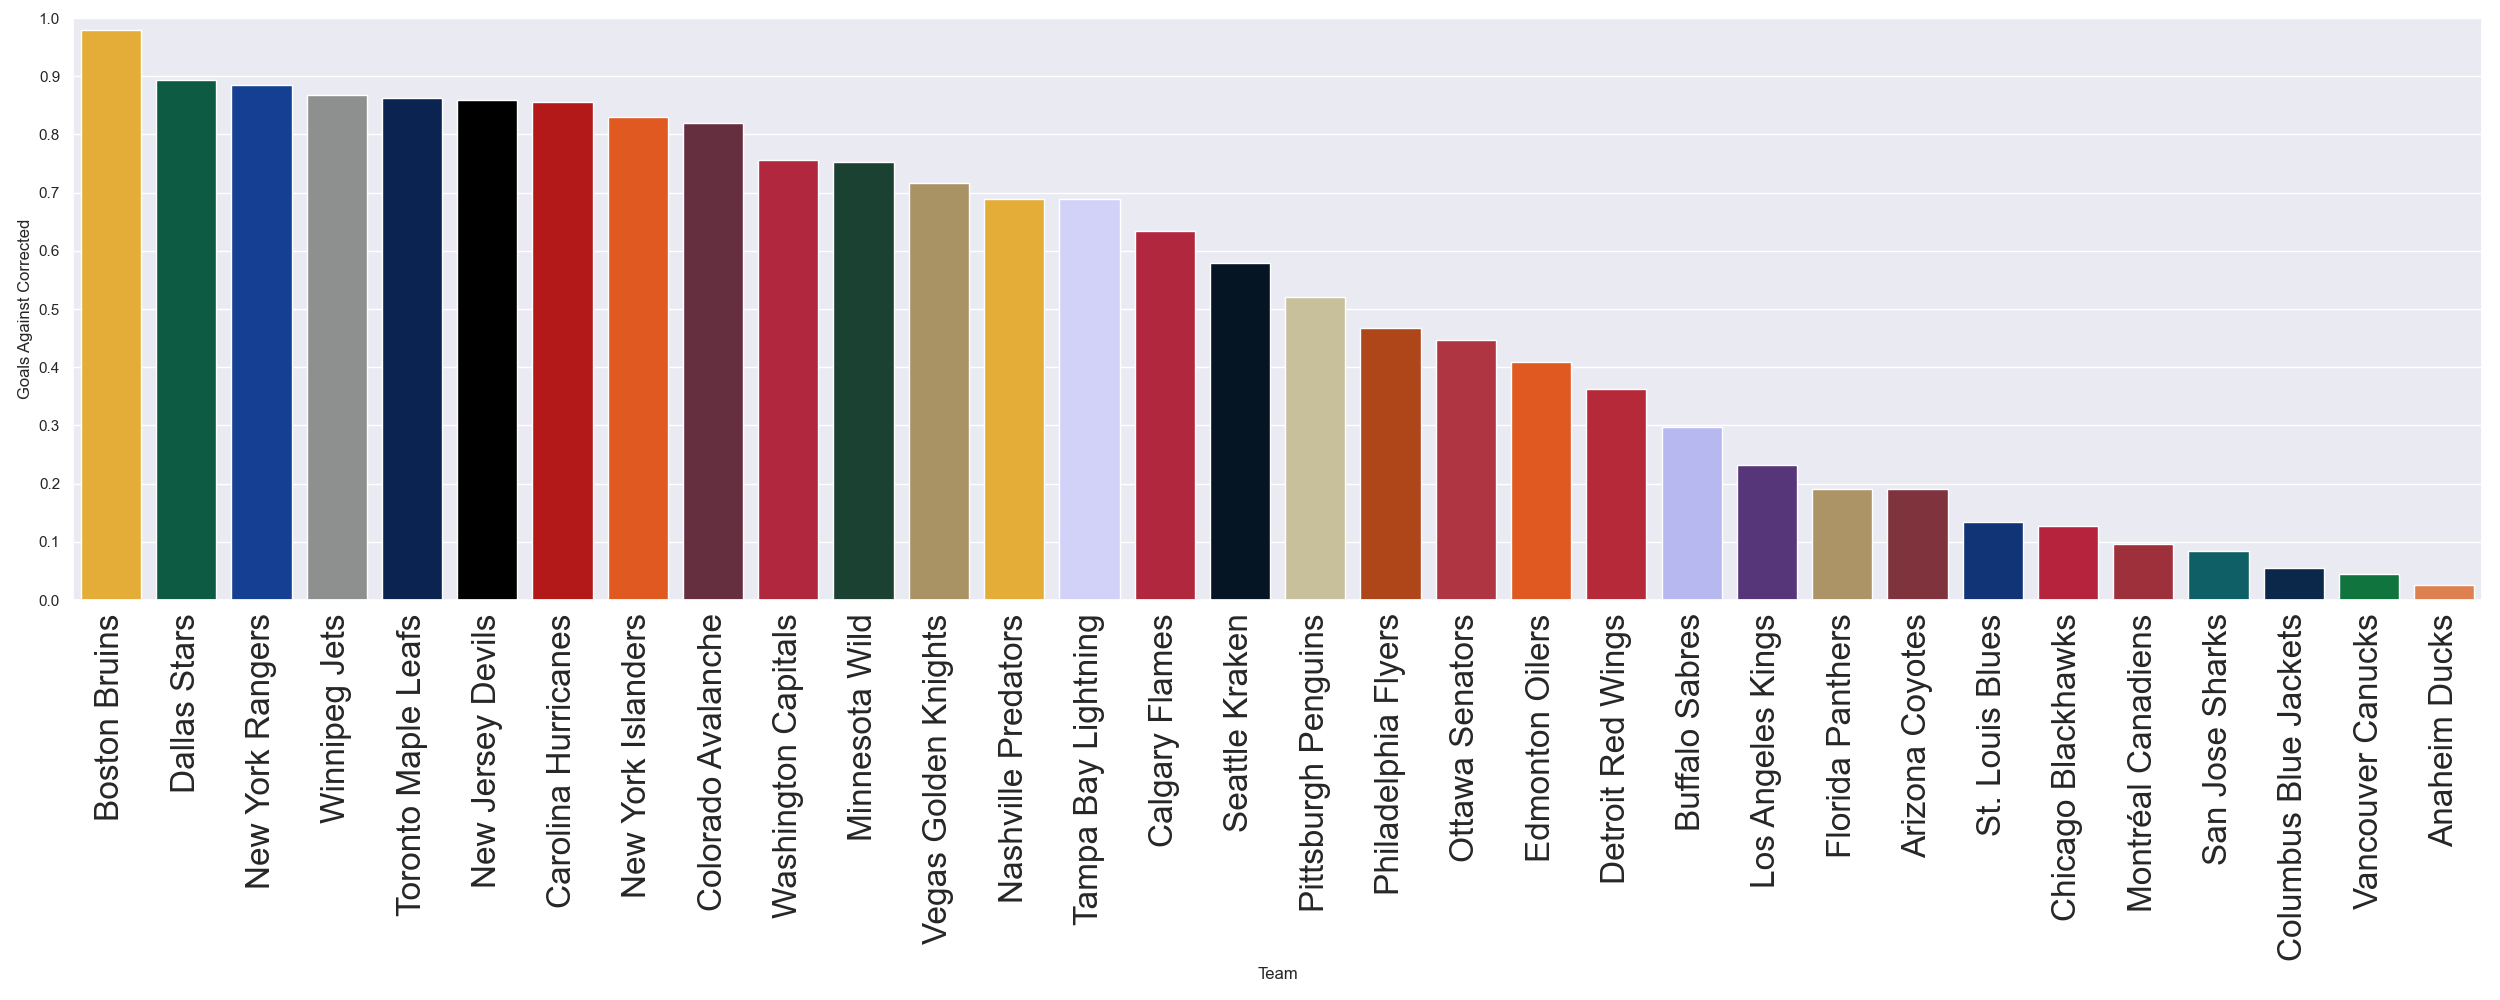 1.0
0.9
0.8
0.7
0.6
0.5
0.4
0.3
0.2
0.1
0.0
Goals Against Corrected
Boston Bruins
Dallas Stars
New York Rangers
Winnipeg Jets
Toronto Maple Leafs
New Jersey Devils
Carolina Hurricanes
New York Islanders
Colorado Avalanche
Washington Capitals
Minnesota Wild
Vegas Golden Knights
Nashville Predators
Tampa Bay Lightning
Calgary Flames
Seattle Kraken
Pittsburgh Penguins
Philadelphia Flyers
Ottawa Senators
Edmonton Oilers
Detroit Red Wings
Buffalo Sabres
Los Angeles Kings
Florida Panthers
Arizona Coyotes
St. Louis Blues
Chicago Blackhawks
Montréal Canadiens
San Jose Sharks
Columbus Blue Jackets
Vancouver Canucks
Anaheim Ducks
Team